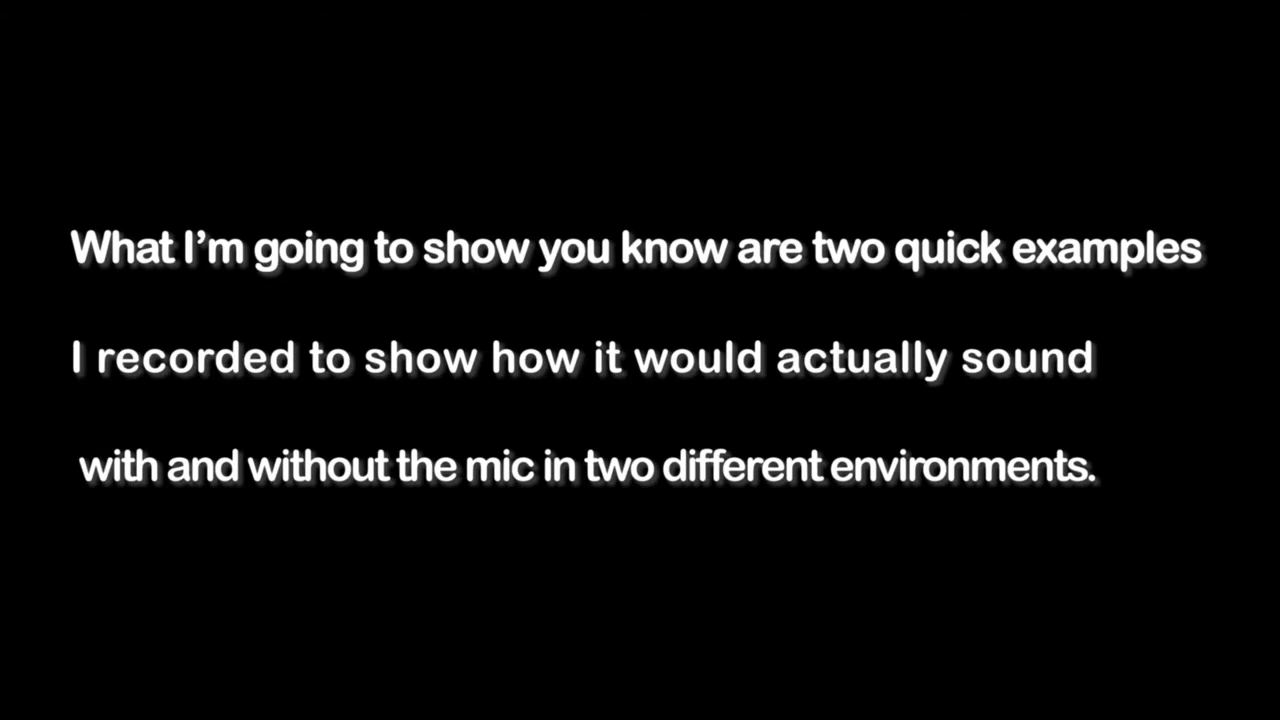 What I’m going to show you know are two quick examples
I recorded to show how it would actually sound
with and without the mic in two different environments.